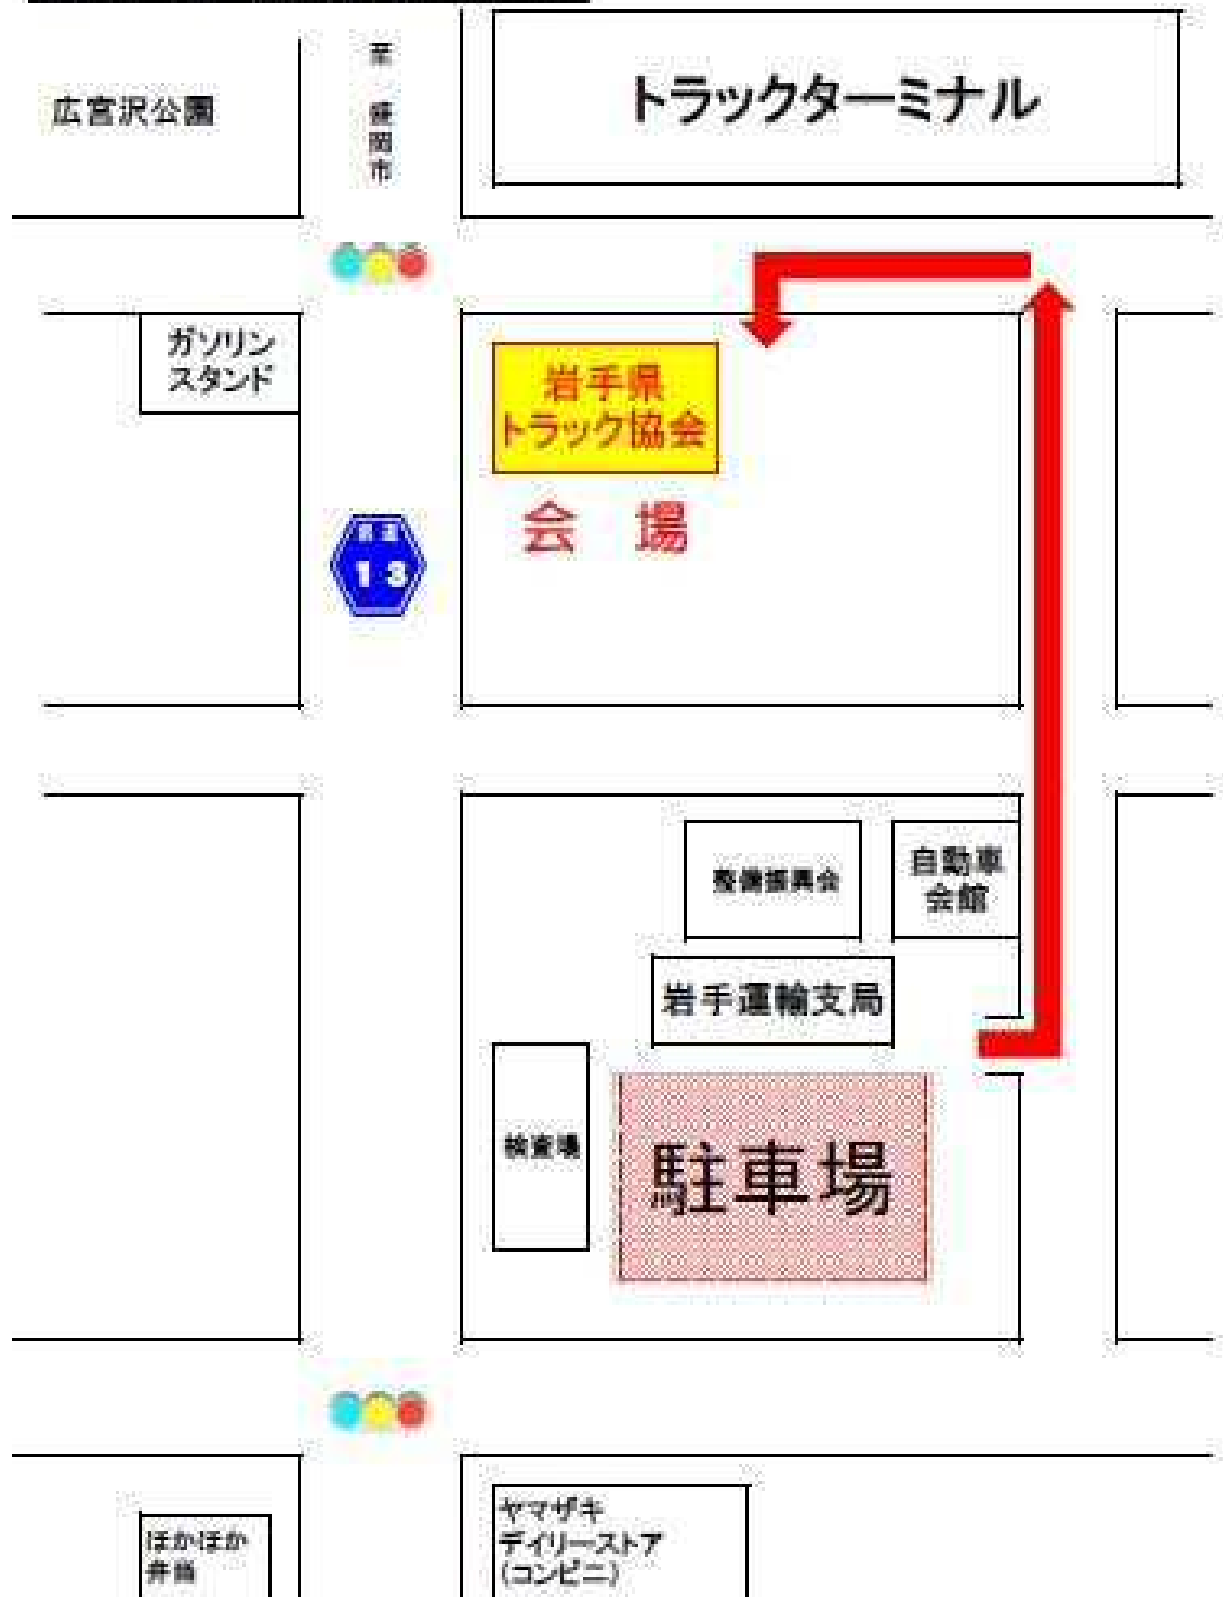 広宮沢公園
至 盛岡市
トラックターミナル
ガソリン
スタンド
岩手県
トラック協会
会 場
県道
13
整備振興会
自動車
会館
岩手運輸支局
検査場
駐車場
ほかほか
弁当
ヤマザキ
デイリーストア
(コンビニ)